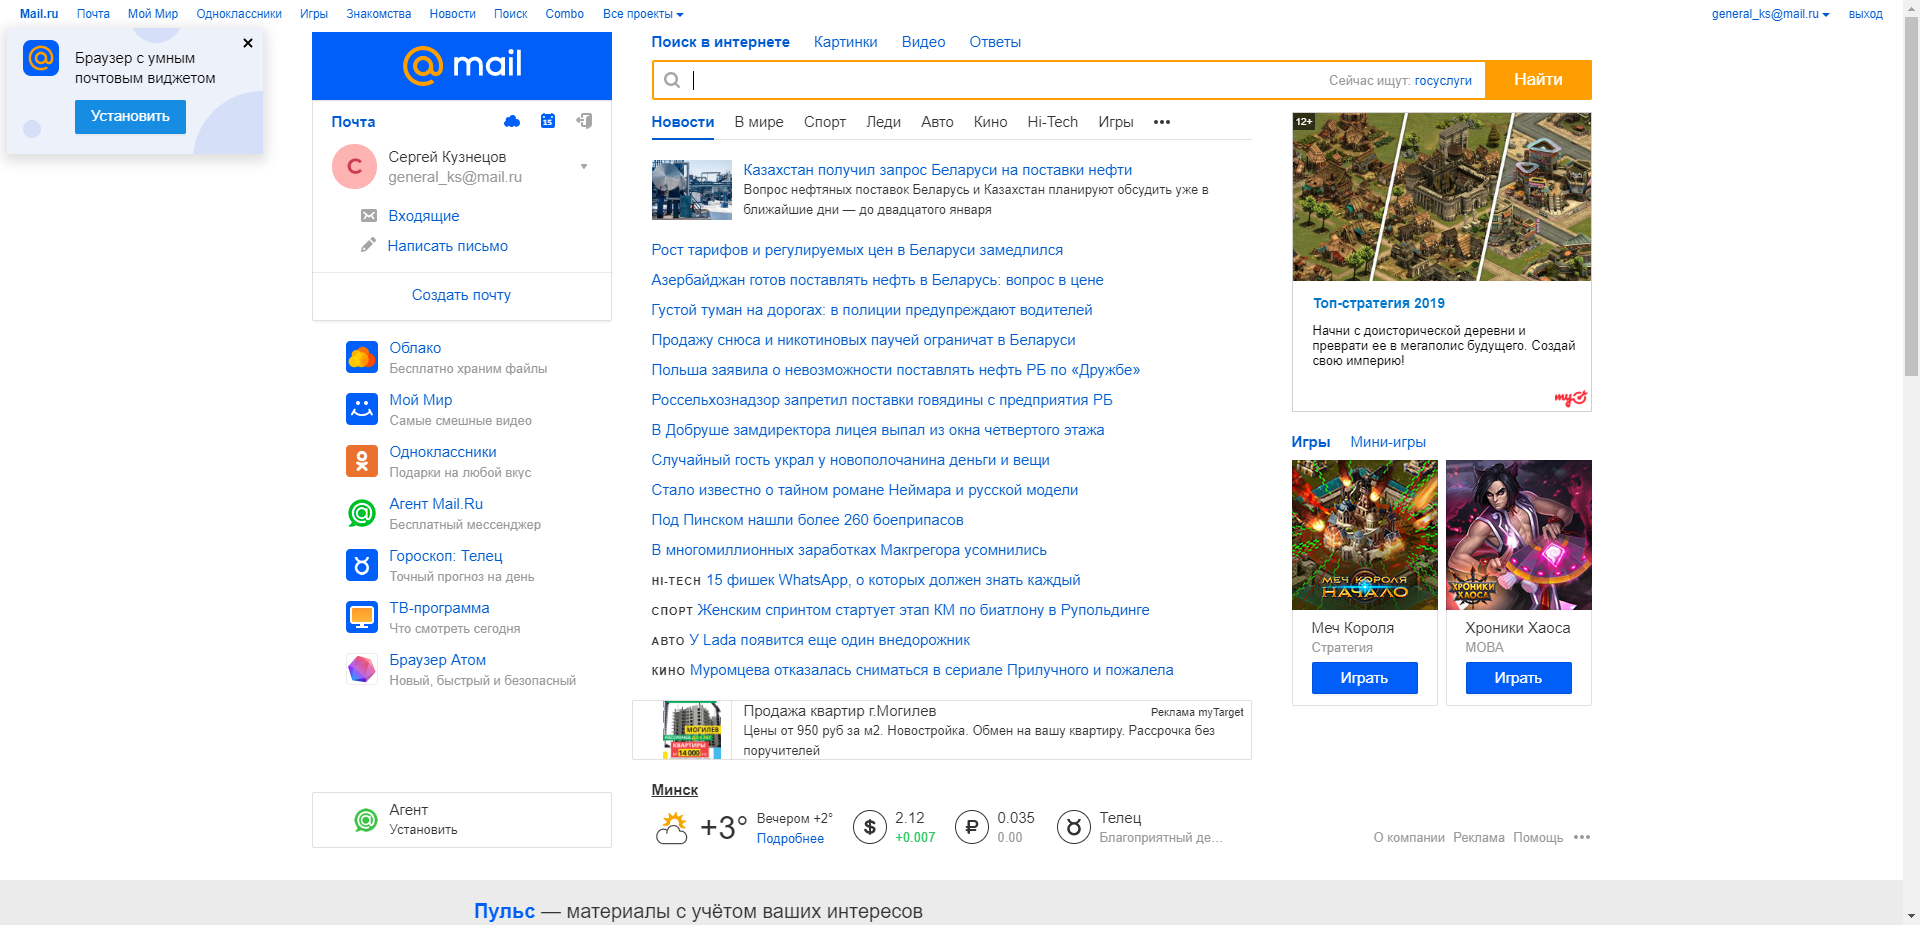 Mail.ru Почта Мой Мир Одноклассники Игры Знакомства Новости Поиск Combo Все проекты
general_ks@mail.ru выход
Браузер с умным
почтовым виджетом
Установить
mail
Почта
15
С
Сергей Кузнецов
general_ks@mail.ru
Входящие
Написать письмо
Создать почту
Облако
Бесплатно храним файлы
Мой Мир
Самые смешные видео
Одноклассники
Подарки на любой вкус
Агент Mail.Ru
Бесплатный мессенджер
Гороскоп: Телец
Точный прогноз на день
ТВ-программа
Что смотреть сегодня
Браузер Атом
Новый, быстрый и безопасный
Агент
Установить
Поиск в интернете Картинки Видео Ответы
Сейчас ищут: госуслуги
Найти
Новости В мире Спорт Леди Авто Кино Hi-Tech Игры •••
Казахстан получил запрос Беларуси на поставки нефти
Вопрос нефтяных поставок Беларусь и Казахстан планируют обсудить уже в
ближайшие дни — до двадцатого января
Рост тарифов и регулируемых цен в Беларуси замедлился
Азербайджан готов поставлять нефть в Беларусь: вопрос в цене
Густой туман на дорогах: в полиции предупреждают водителей
Продажу снюса и никотиновых паучей ограничат в Беларуси
Польша заявила о невозможности поставлять нефть РБ по «Дружбе»
Россельхознадзор запретил поставки говядины с предприятия РБ
В Добруше замдиректора лицея выпал из окна четвертого этажа
Случайный гость украл у новополочанина деньги и вещи
Стало известно о тайном романе Неймара и русской модели
Под Пинском нашли более 260 боеприпасов
В многомиллионных заработках Макгрегора усомнились
HI-TECH 15 фишек WhatsApp, о которых должен знать каждый
СПОРТ Женским спринтом стартует этап КМ по биатлону в Рупольдинге
АВТО У Lada появится еще один внедорожник
КИНО Муромцева отказалась сниматься в сериале Прилучного и пожалела
МОГИЛЕВ
КВАРТИРЫ
14 000
Продажа квартир г.Могилев
Реклама myTarget
Цены от 950 руб за м2. Новостройка. Обмен на вашу квартиру. Рассрочка без
поручителей
Минск
+3°
Вечером +2°
Подробнее
$
2.12
+0.007
₽
0.035
0.00
Телец
Благоприятный де...
12+
Топ-стратегия 2019
Начни с доисторической деревни и
преврати ее в мегаполис будущего. Создай
свою империю!
my
Игры Мини-игры
МЕЧ КОРОЛЯ
НАЧАЛО
ХРОНИКИ
ХАОСА
Меч Короля
Стратегия
Играть
Хроники Хаоса
MOBA
Играть
О компании Реклама Помощь •••
Пульс — материалы с учётом ваших интересов